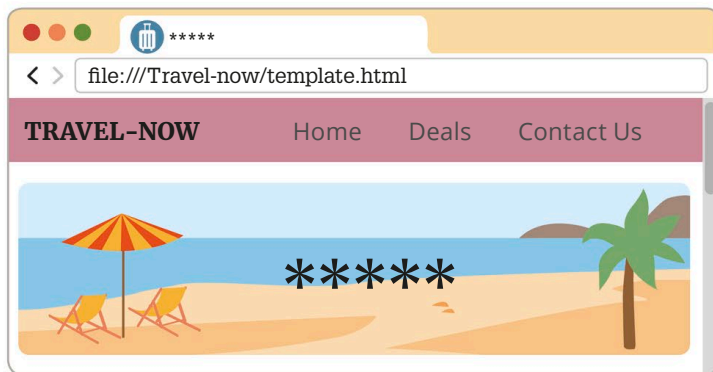 *****
file:///Travel-now/template.html
TRAVEL-NOW Home Deals Contact Us
*****